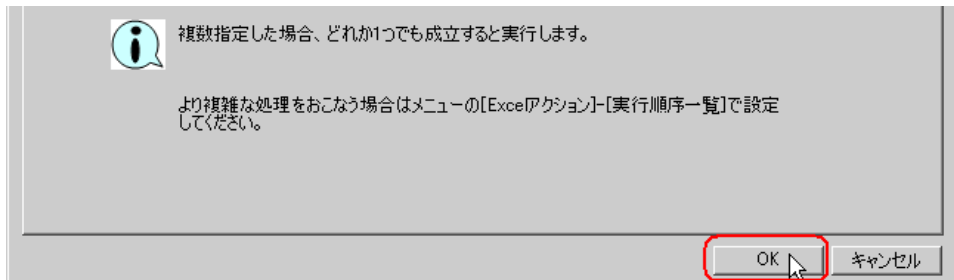 複数指定した場合、どれか1つでも成立すると実行します。
より複雑な処理をおこなう場合はメニューの[Excelアクション]-[実行順序一覧]で設定
してください。
OK
キャンセル